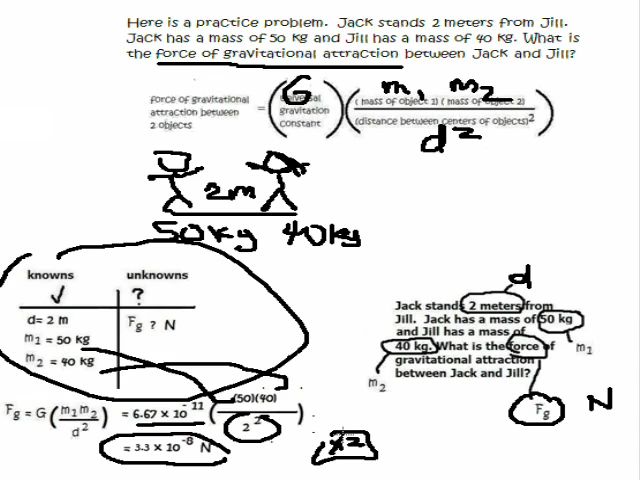 Here is a practice problem. Jack stands 2 meters from Jill.
Jack has a mass of 50 kg and Jill has a mass of 40 kg. What is
the force of gravitational attraction between Jack and Jill?
G m1 m2
force of gravitational
attraction between
2 objects
=
gravitation
constant
( mass of object 1) ( mass of object 2)
(distance between centers of objects)²
d²
2m
50kg 40kg
knowns unknowns
✓ ?
d= 2 m
m₁ = 50 kg
m₂ = 40 kg
Fg ? N
Fg = G (m₁m₂ / d²) = 6.67 x 10⁻¹¹ ((50)(40) / 2²)
= 3.3 x 10⁻⁸ N
x2
d
Jack stands 2 meters from
Jill. Jack has a mass of 50 kg
and Jill has a mass of
40 kg. What is the force of
gravitational attraction
between Jack and Jill?
m₁
m₂
Fg N